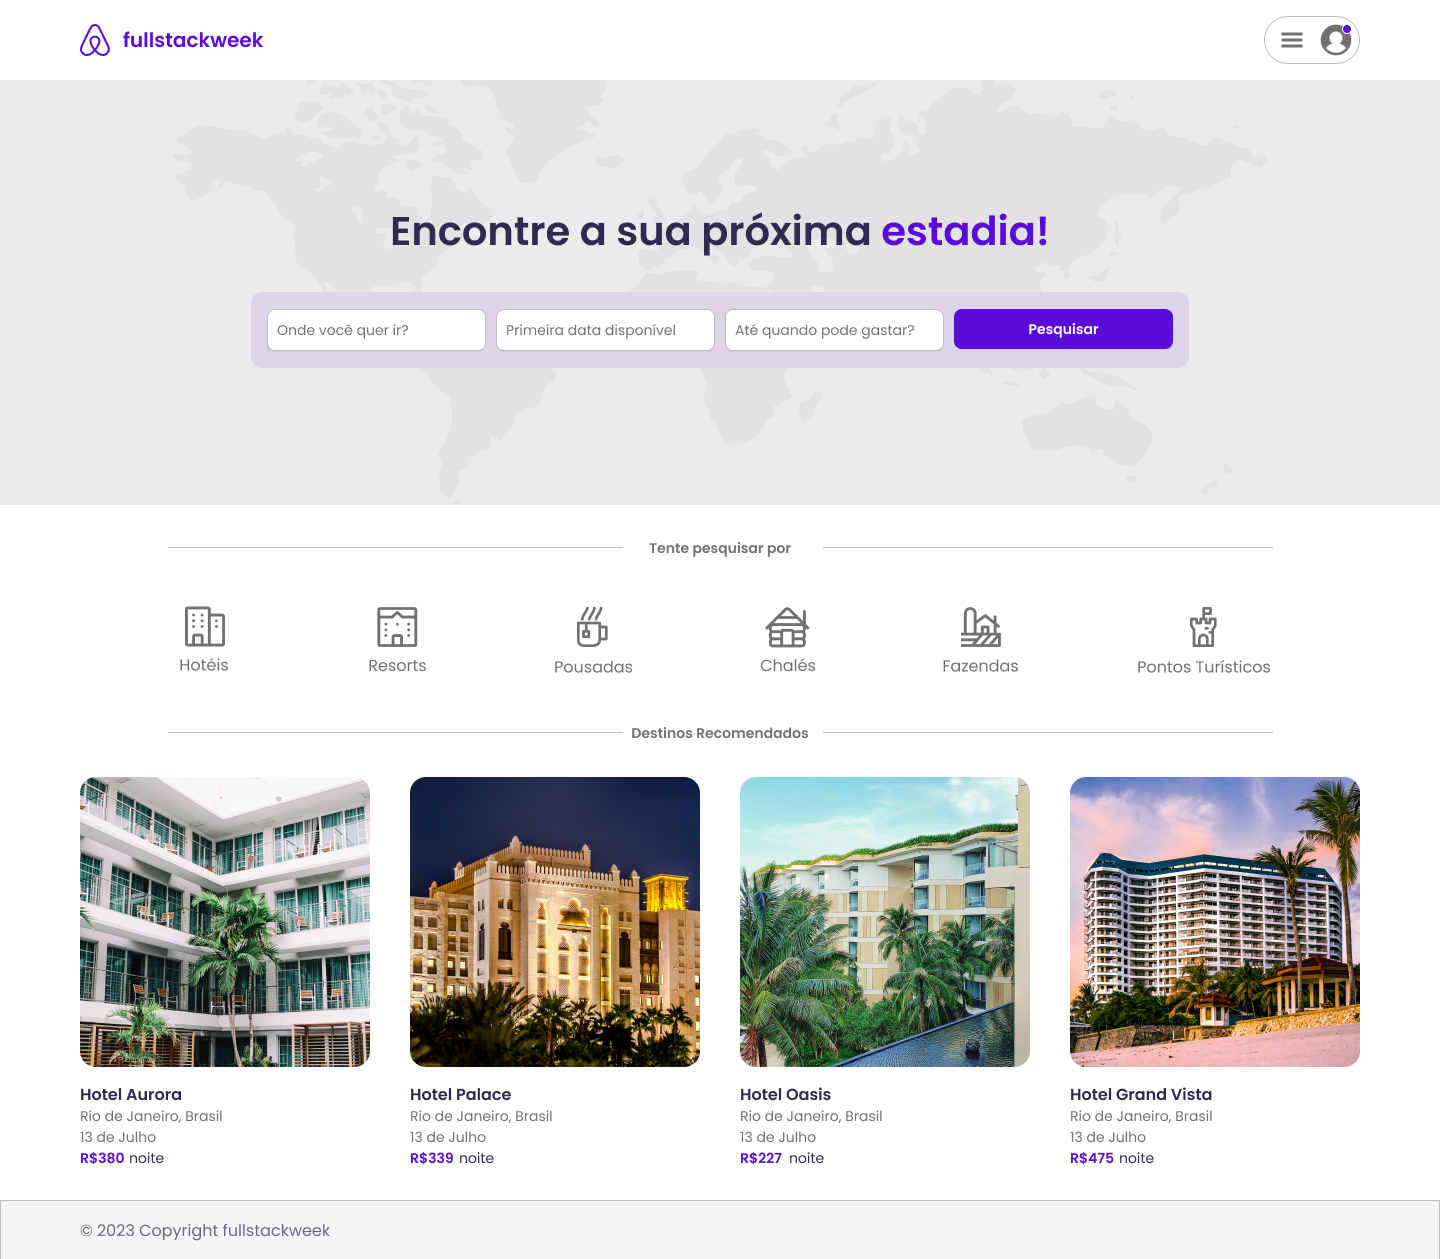 fullstackweek
Encontre a sua próxima estadia!
Onde você quer ir?
Primeira data disponível
Até quando pode gastar?
Pesquisar
Tente pesquisar por
Hotéis
Resorts
Pousadas
Chalés
Fazendas
Pontos Turísticos
Destinos Recomendados
Hotel Aurora
Rio de Janeiro, Brasil
13 de Julho
R$380 noite
Hotel Palace
Rio de Janeiro, Brasil
13 de Julho
R$339 noite
Hotel Oasis
Rio de Janeiro, Brasil
13 de Julho
R$227 noite
Hotel Grand Vista
Rio de Janeiro, Brasil
13 de Julho
R$475 noite
© 2023 Copyright fullstackweek